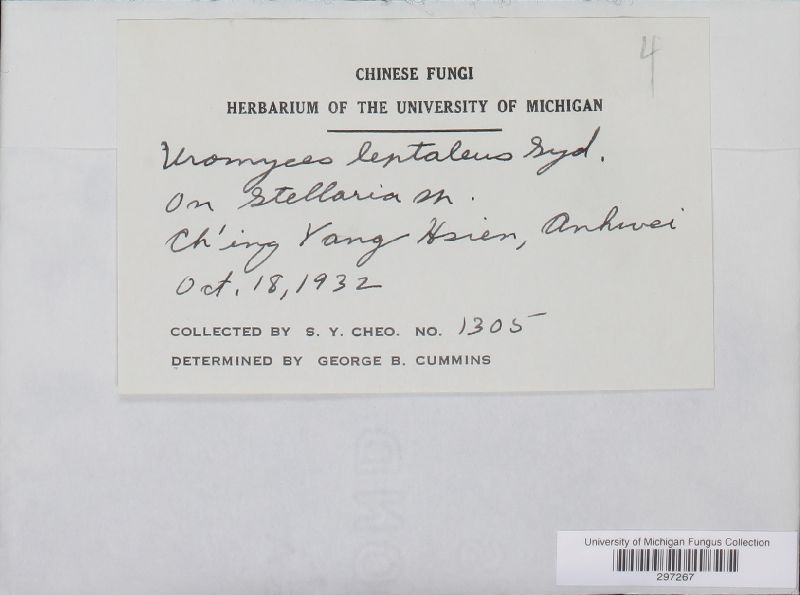 4
CHINESE FUNGI
HERBARIUM OF THE UNIVERSITY OF MICHIGAN
Uromyces leptaleus Syd.
On Stellaria sp.
Ch'ing Yang Hsien, Anhwei
Oct. 18, 1932
COLLECTED BY S. Y. CHEO. NO. 1305
DETERMINED BY GEORGE B. CUMMINS
University of Michigan Fungus Collection
297267